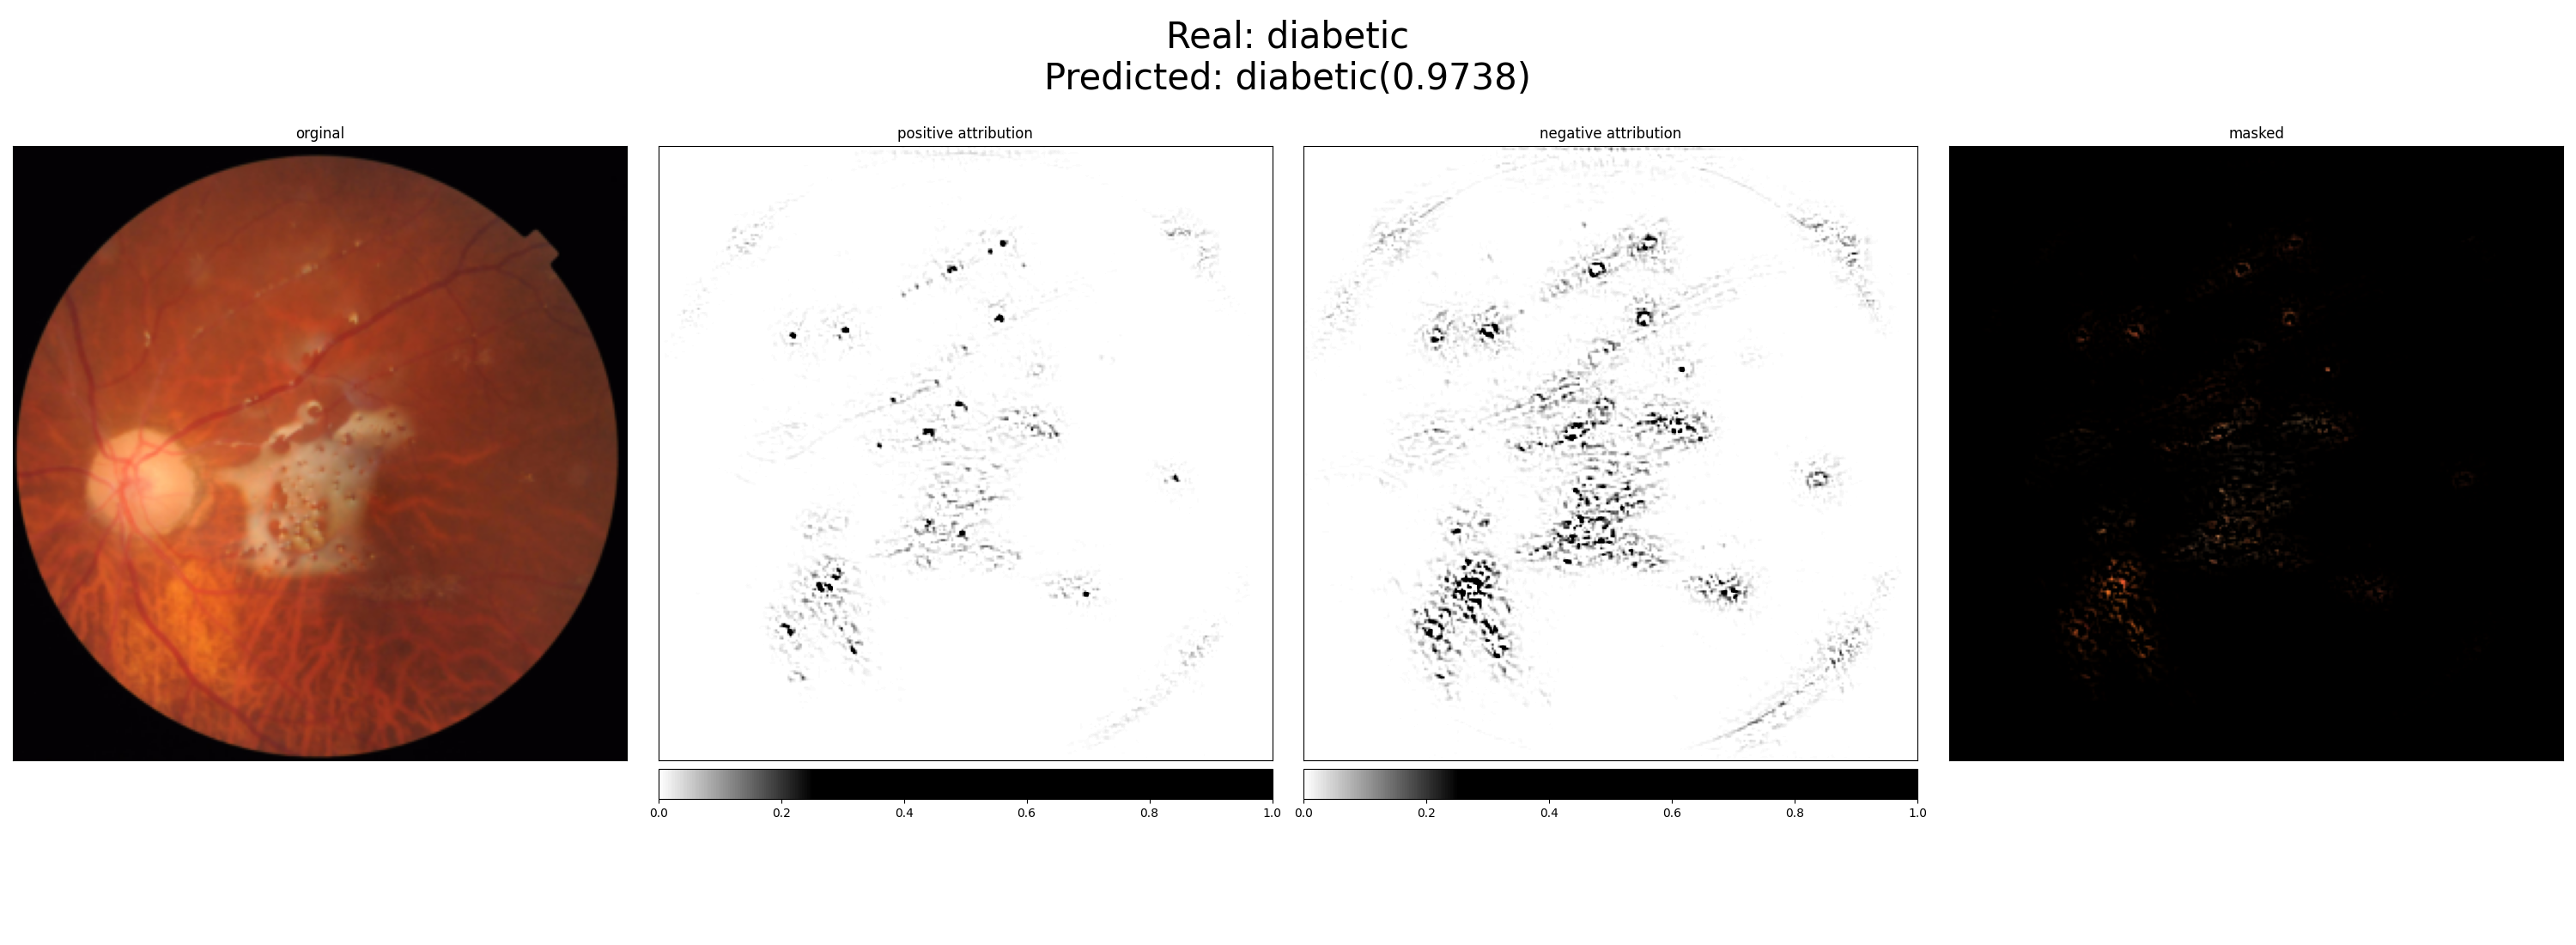 Real: diabetic
Predicted: diabetic(0.9738)
orginal
positive attribution
negative attribution
masked
0.0 0.2 0.4 0.6 0.8 1.0
0.0 0.2 0.4 0.6 0.8 1.0